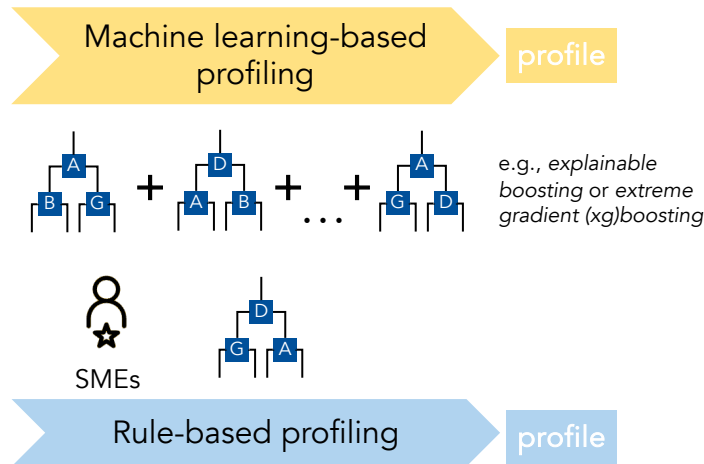 Machine learning-based
profiling
profile
A
B G
+
D
A B
+
...
+
A
G D
e.g., explainable
boosting or extreme
gradient (xg)boosting
SMEs
D
G A
Rule-based profiling
profile